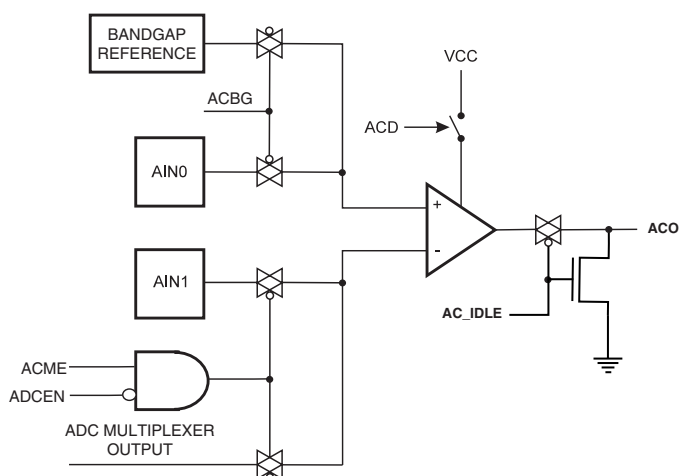 BANDGAP
REFERENCE
VCC
ACBG
ACD
AIN0
+
-
ACO
AIN1
AC_IDLE
ACME
ADCEN
ADC MULTIPLEXER
OUTPUT